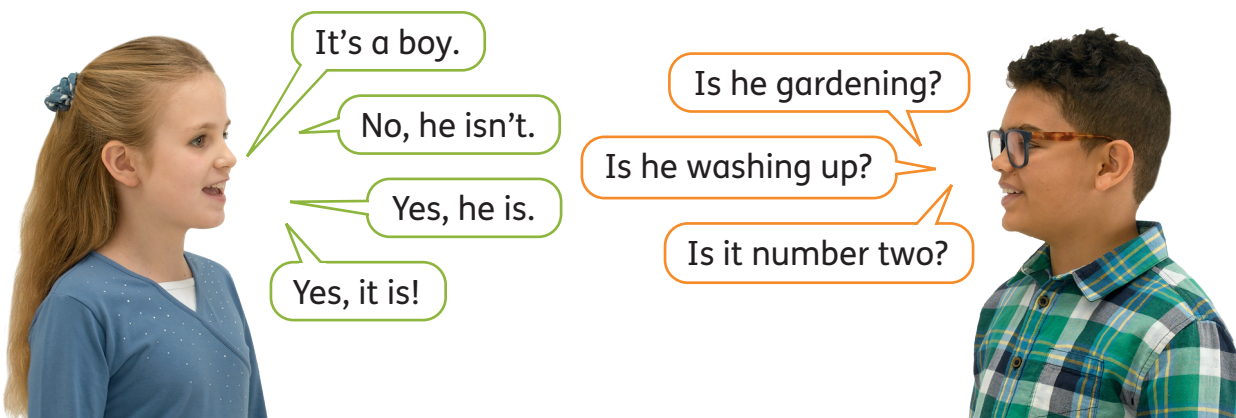 It's a boy.
Is he gardening?
No, he isn't.
Is he washing up?
Yes, he is.
Is it number two?
Yes, it is!